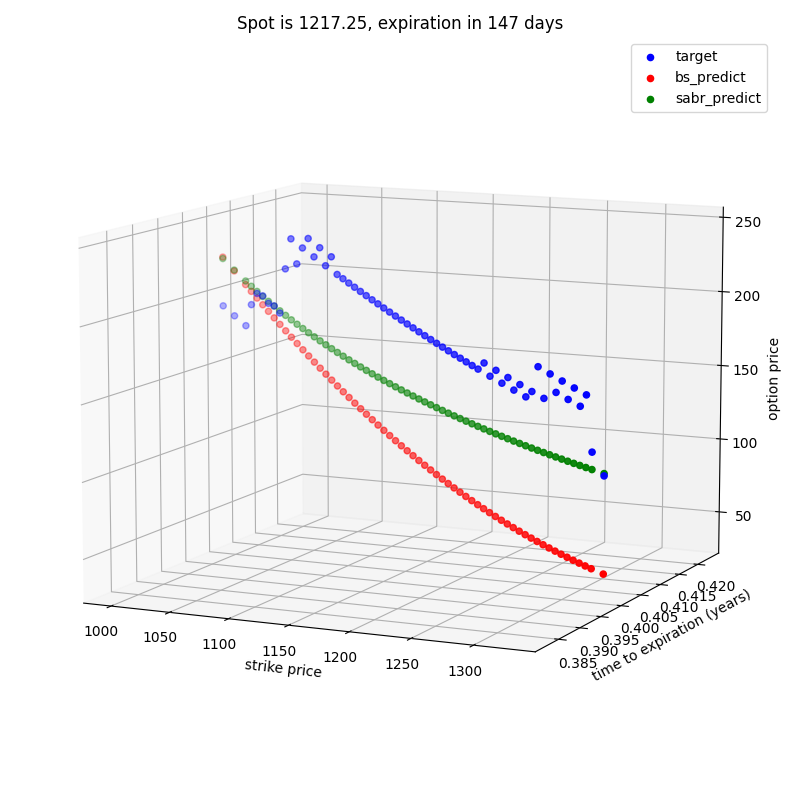 Spot is 1217.25, expiration in 147 days
target
bs_predict
sabr_predict
250
200
150
100
50
option price
0.420
0.415
0.410
0.405
0.400
0.395
0.390
0.385
time to expiration (years)
1000
1050
1100
1150
1200
1250
1300
strike price